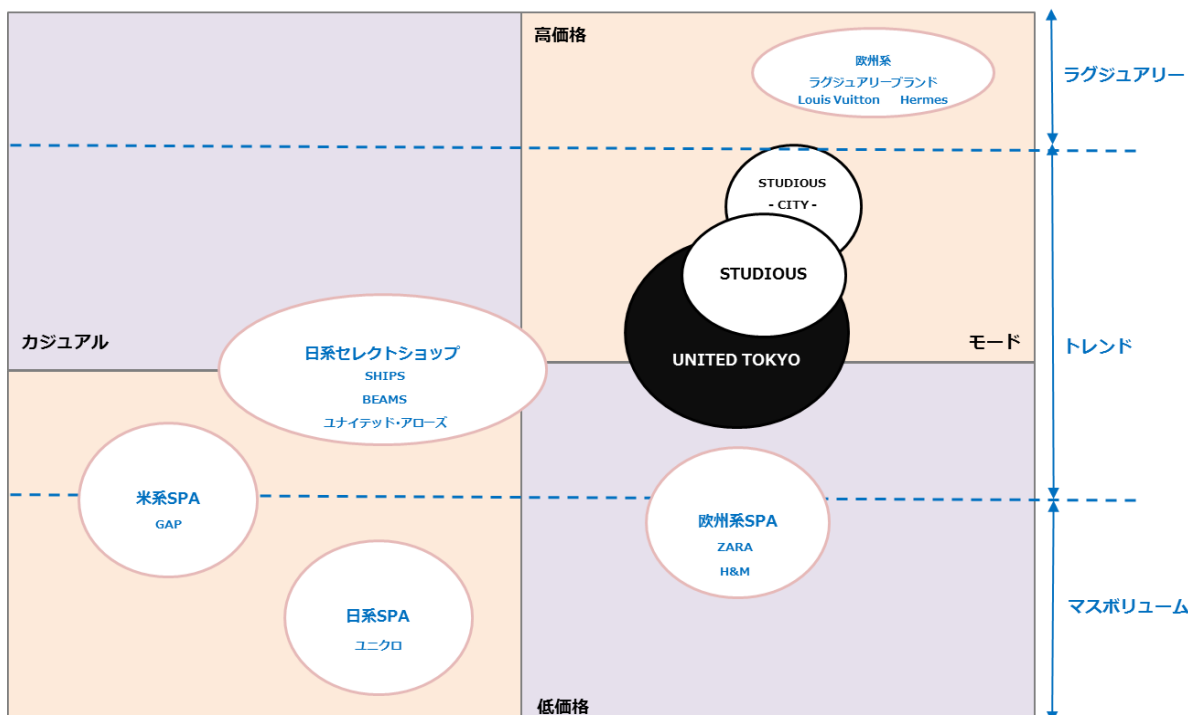 高価格
欧州系
ラグジュアリーブランド
Louis Vuitton Hermes
ラグジュアリー
STUDIOUS
- CITY -
STUDIOUS
UNITED TOKYO
カジュアル
モード
トレンド
日系セレクトショップ
SHIPS
BEAMS
ユナイテッド・アローズ
米系SPA
GAP
欧州系SPA
ZARA
H&M
日系SPA
ユニクロ
マスボリューム
低価格